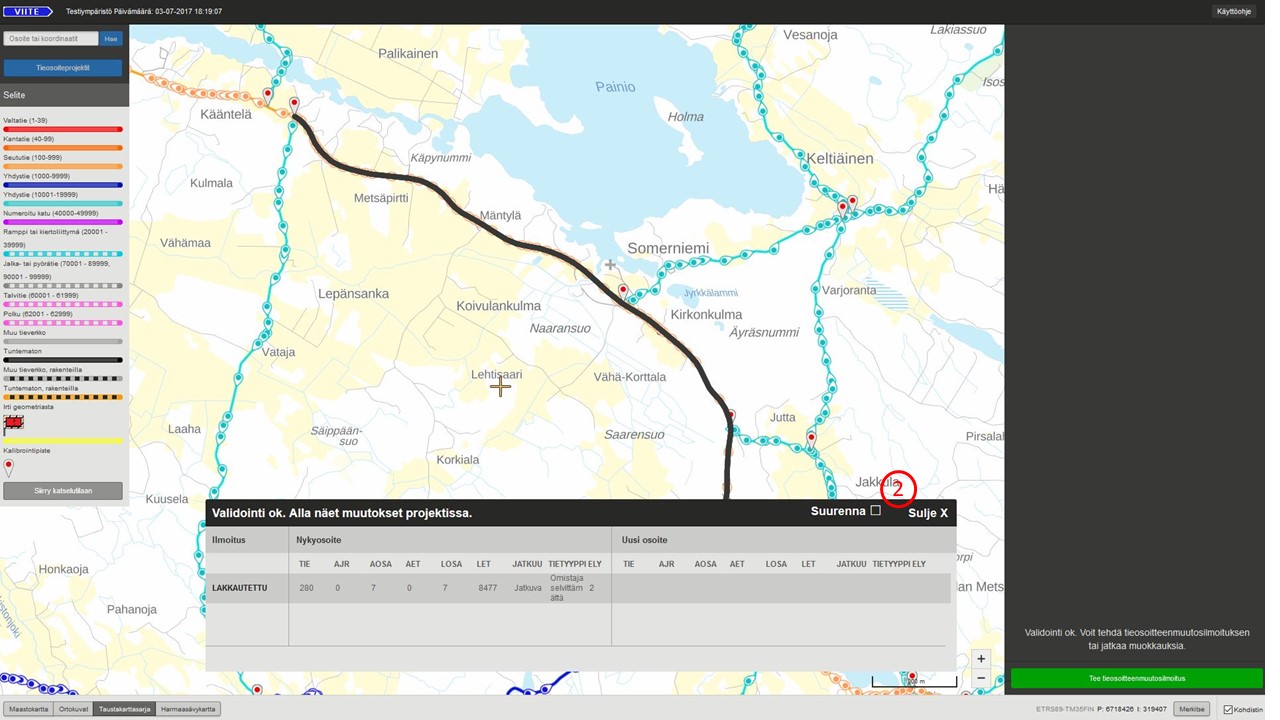 VIITE
Testiympäristö Päivämäärä: 03-07-2017 18:19:07
Käyttöohje
Osoite tai koordinaatit
Hae
Tieosoiteprojektit
Selite
Valtatie (1-39)
Kantatie (40-99)
Seututie (100-999)
Yhdystie (1000-9999)
Yhdystie (10001-19999)
Numeroitu katu (40000-49999)
Ramppi tai kiertoliittymä (20001 -
39999)
Jalka- tai pyörätie (70001 - 89999,
90001 - 99999)
Talvitie (60001 - 61999)
Polku (62001 - 62999)
Muu tieverkko
Tuntematon
Muu tieverkko, rakenteilla
Tuntematon, rakenteilla
Irti geometriasta
Kalibrointipiste
Siirry katselutilaan
Palikainen
Vesanoja
Lakiassuo
Painio
Isos
Kääntelä
Holma
Käpynummi
Keltiäinen
Kulmala
Metsäpirtti
Hä
Mäntylä
Vähämaa
Somerniemi
Lepänsanka
Jyrkkälammi
Varjoranta
Koivulankulma
Kirkonkulma
Naaransuo
Äyräsnummi
Vataja
Lehtisaari
Vähä-Korttala
Jutta
Laaha
Säippään-
suo
Saarensuo
Pirsalah
Korkiala
Jakkula
Kuusela
2
Validointi ok. Alla näet muutokset projektissa.
Suurenna
Sulje X
Ilmoitus
Nykyosoite
Uusi osoite
TIE AJR AOSA AET LOSA LET JATKUU TIETYYPPI ELY
TIE AJR AOSA AET LOSA LET JATKUU TIETYYPPI ELY
LAKKAUTETTU 280 0 7 0 7 8477 Jatkuva Omistaja
selvittäm
ättä
2
Honkaoja
Pahanoja
orpi
lan Mets
Validointi ok. Voit tehdä tieosoitteenmuutosilmoituksen
tai jatkaa muokkauksia.
Tee tieosoitteenmuutosilmoitus
+
−
Maastokartta
Ortokuvat
Taustakarttasarja
Harmaasävykartta
ETRS89-TM35FIN P: 6718426 I: 319407
Merkitse
Kohdistin